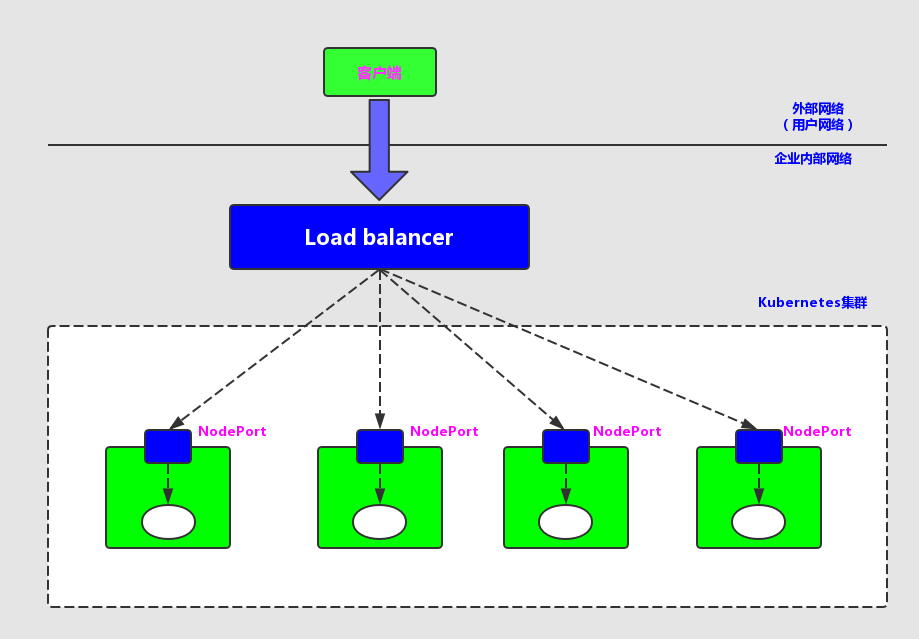 客户端
外部网络
（用户网络）
企业内部网络
Load balancer
Kubernetes集群
NodePort
NodePort
NodePort
NodePort